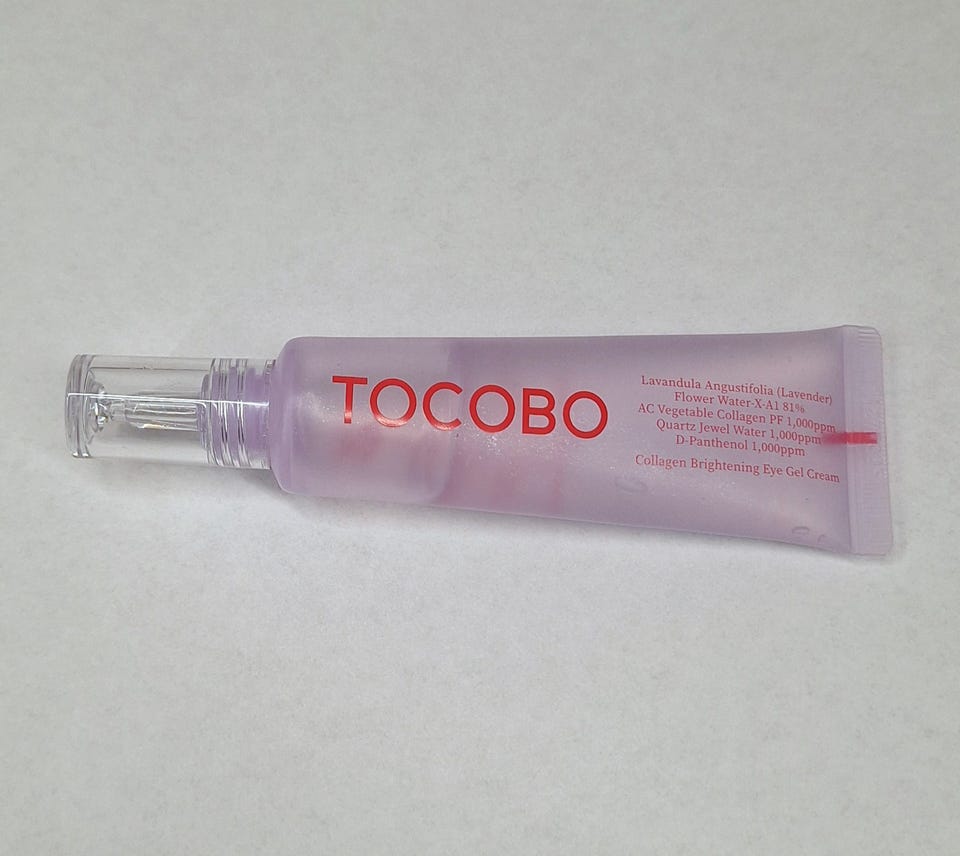 TOCOBO
Lavandula Angustifolia (Lavender)
Flower Water-X-A1 81%
AC Vegetable Collagen PF 1,000ppm
Quartz Jewel Water 1,000ppm
D-Panthenol 1,000ppm
Collagen Brightening Eye Gel Cream